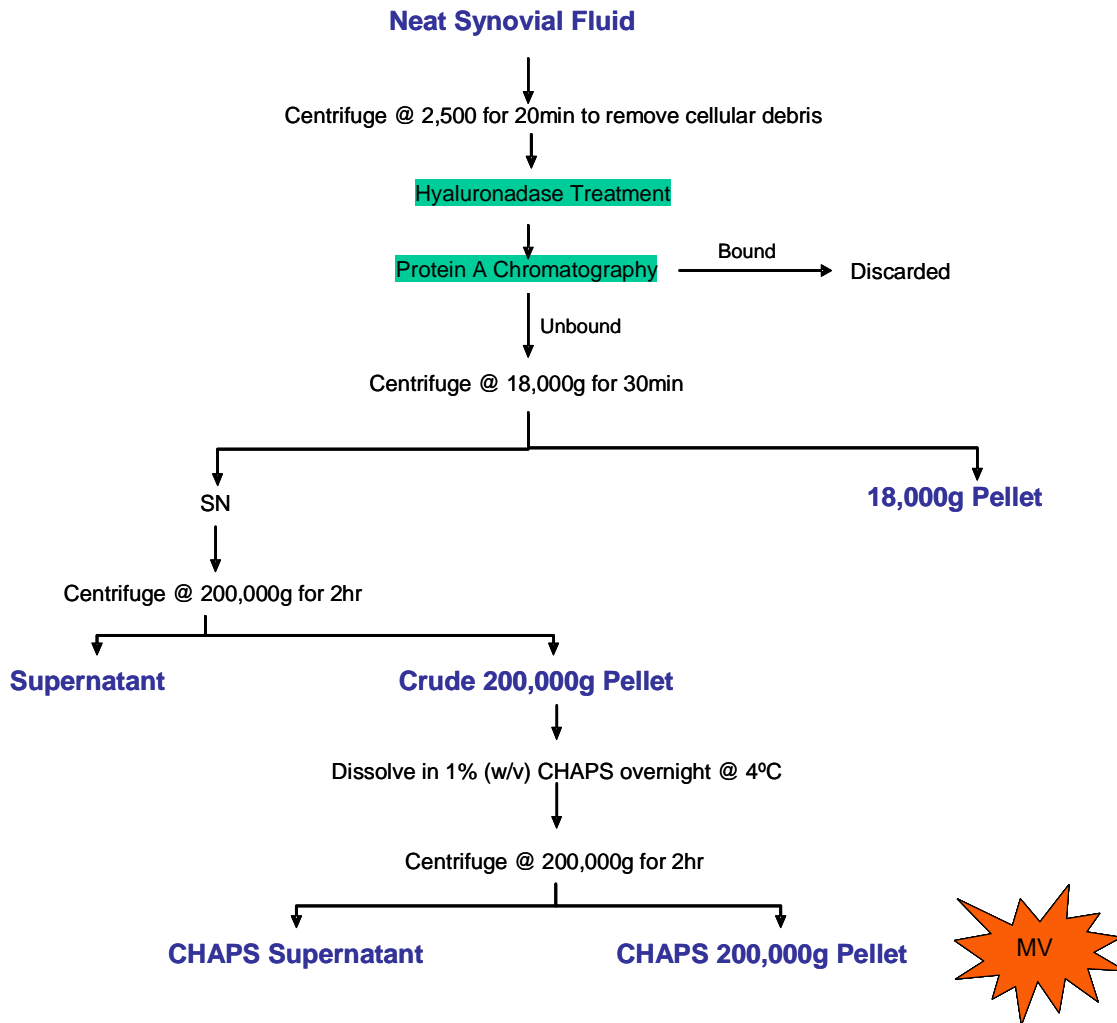 Neat Synovial Fluid
Centrifuge @ 2,500 for 20min to remove cellular debris
Hyaluronadase Treatment
Protein A Chromatography
Bound
Discarded
Unbound
Centrifuge @ 18,000g for 30min
SN
18,000g Pellet
Centrifuge @ 200,000g for 2hr
Supernatant
Crude 200,000g Pellet
Dissolve in 1% (w/v) CHAPS overnight @ 4ºC
Centrifuge @ 200,000g for 2hr
CHAPS Supernatant
CHAPS 200,000g Pellet
MV